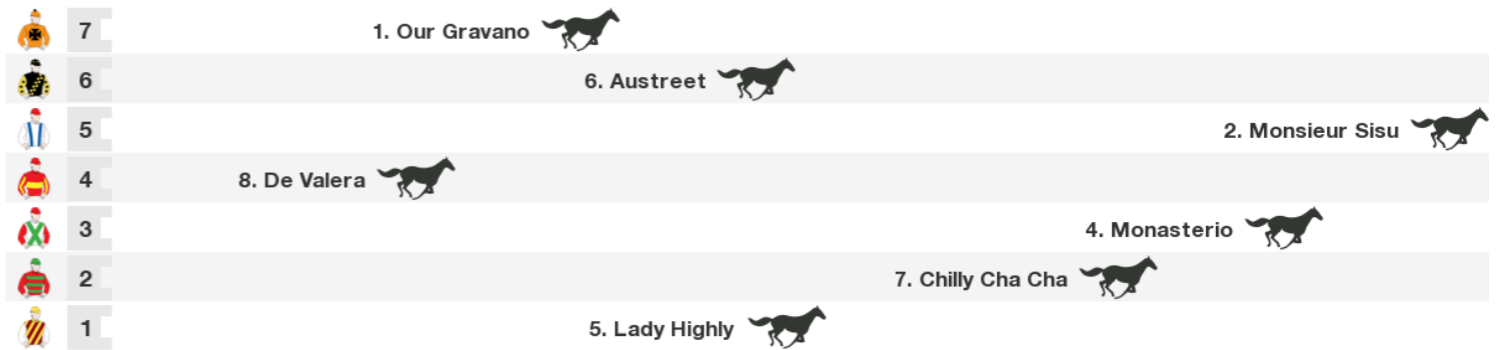 7 1. Our Gravano
6 6. Austreet
5 2. Monsieur Sisu
4 8. De Valera
3 4. Monasterio
2 7. Chilly Cha Cha
1 5. Lady Highly